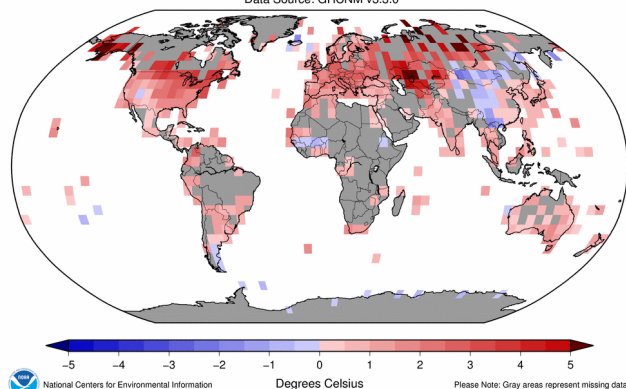 Data Source: GHCNM v3.3.0
-5 -4 -3 -2 -1 0 1 2 3 4 5
NOAA
National Centers for Environmental Information
Degrees Celsius
Please Note: Gray areas represent missing data